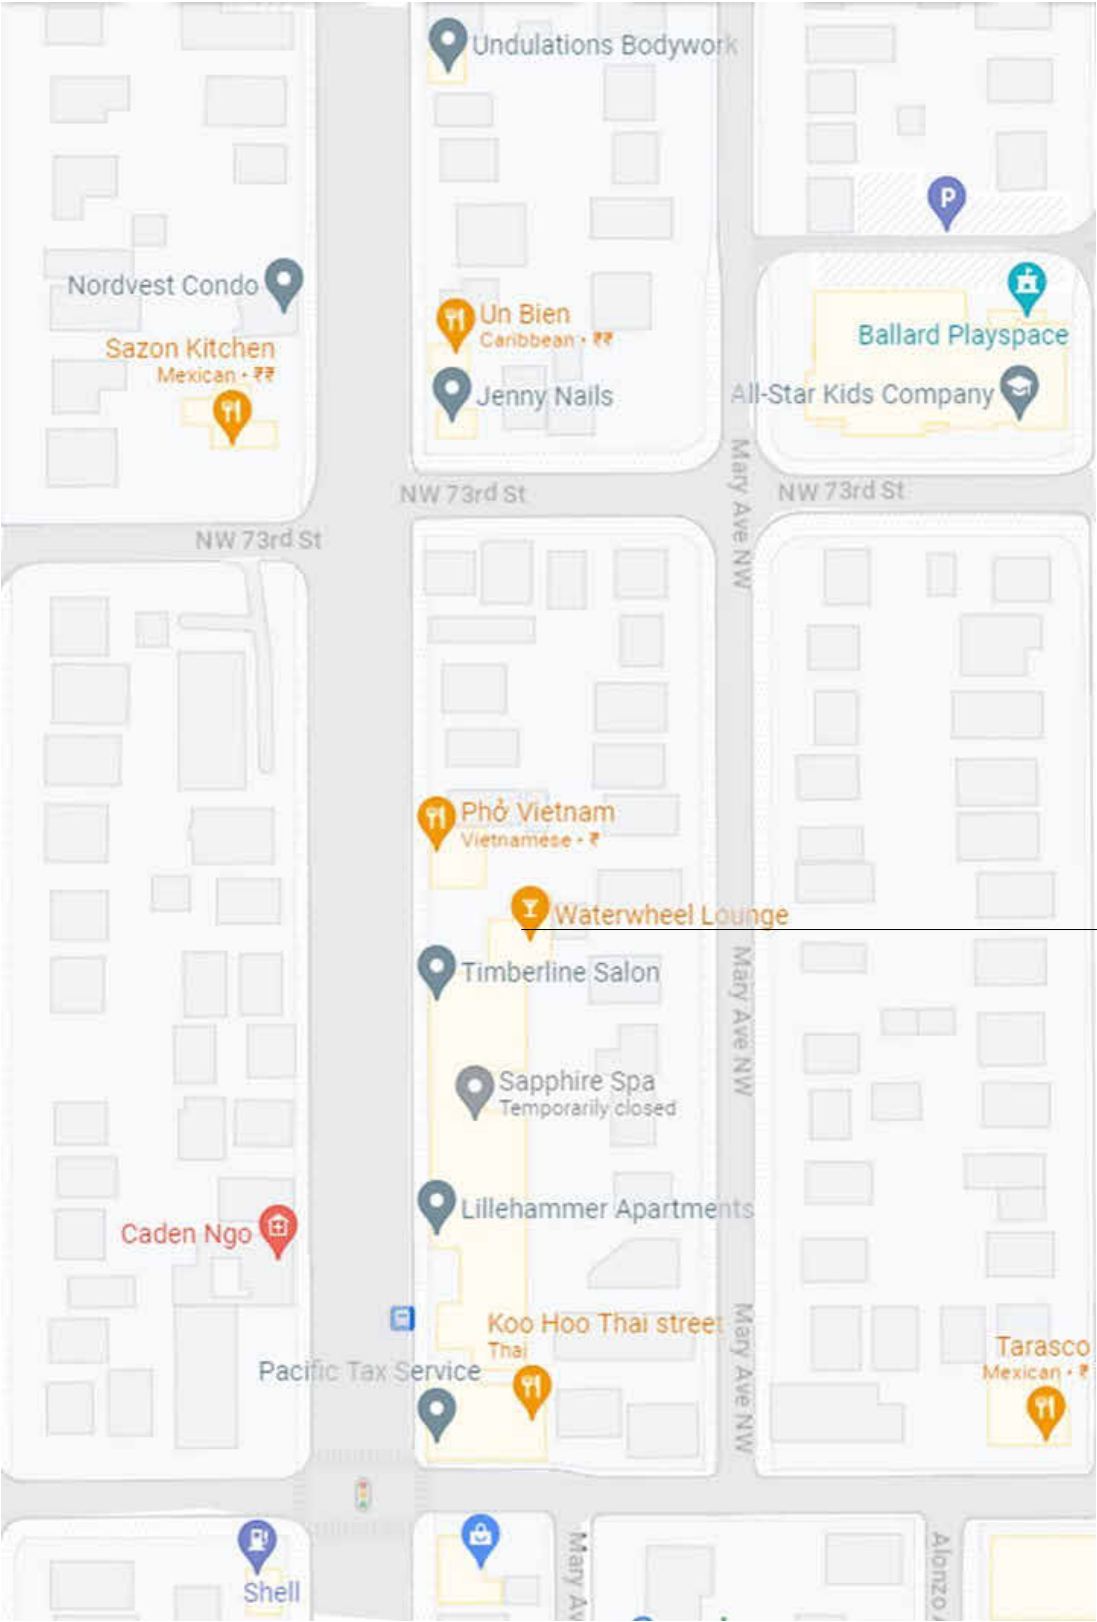 Undulations Bodywork
P
Nordvest Condo
Un Bien
Caribbean · ₹₹
Ballard Playspace
Sazon Kitchen
Mexican · ₹₹
Jenny Nails
All-Star Kids Company
NW 73rd St
NW 73rd St
NW 73rd St
Mary Ave NW
Phở Vietnam
Vietnamese · ₹
Waterwheel Lounge
Timberline Salon
Mary Ave NW
Sapphire Spa
Temporarily closed
Lillehammer Apartments
Caden Ngo
Koo Hoo Thai street
Thai
Mary Ave NW
Tarasco
Mexican · ₹
Pacific Tax Service
Shell
Mary Av
Alonzo